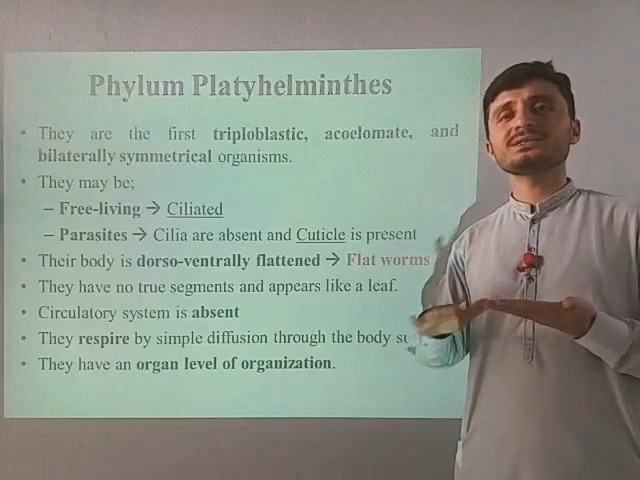 Phylum Platyhelminthes
• They are the first triploblastic, acoelomate, and
bilaterally symmetrical organisms.
• They may be;
– Free-living → Ciliated
– Parasites → Cilia are absent and Cuticle is present
• Their body is dorso-ventrally flattened → Flat worms
• They have no true segments and appears like a leaf.
• Circulatory system is absent
• They respire by simple diffusion through the body
• They have an organ level of organization.